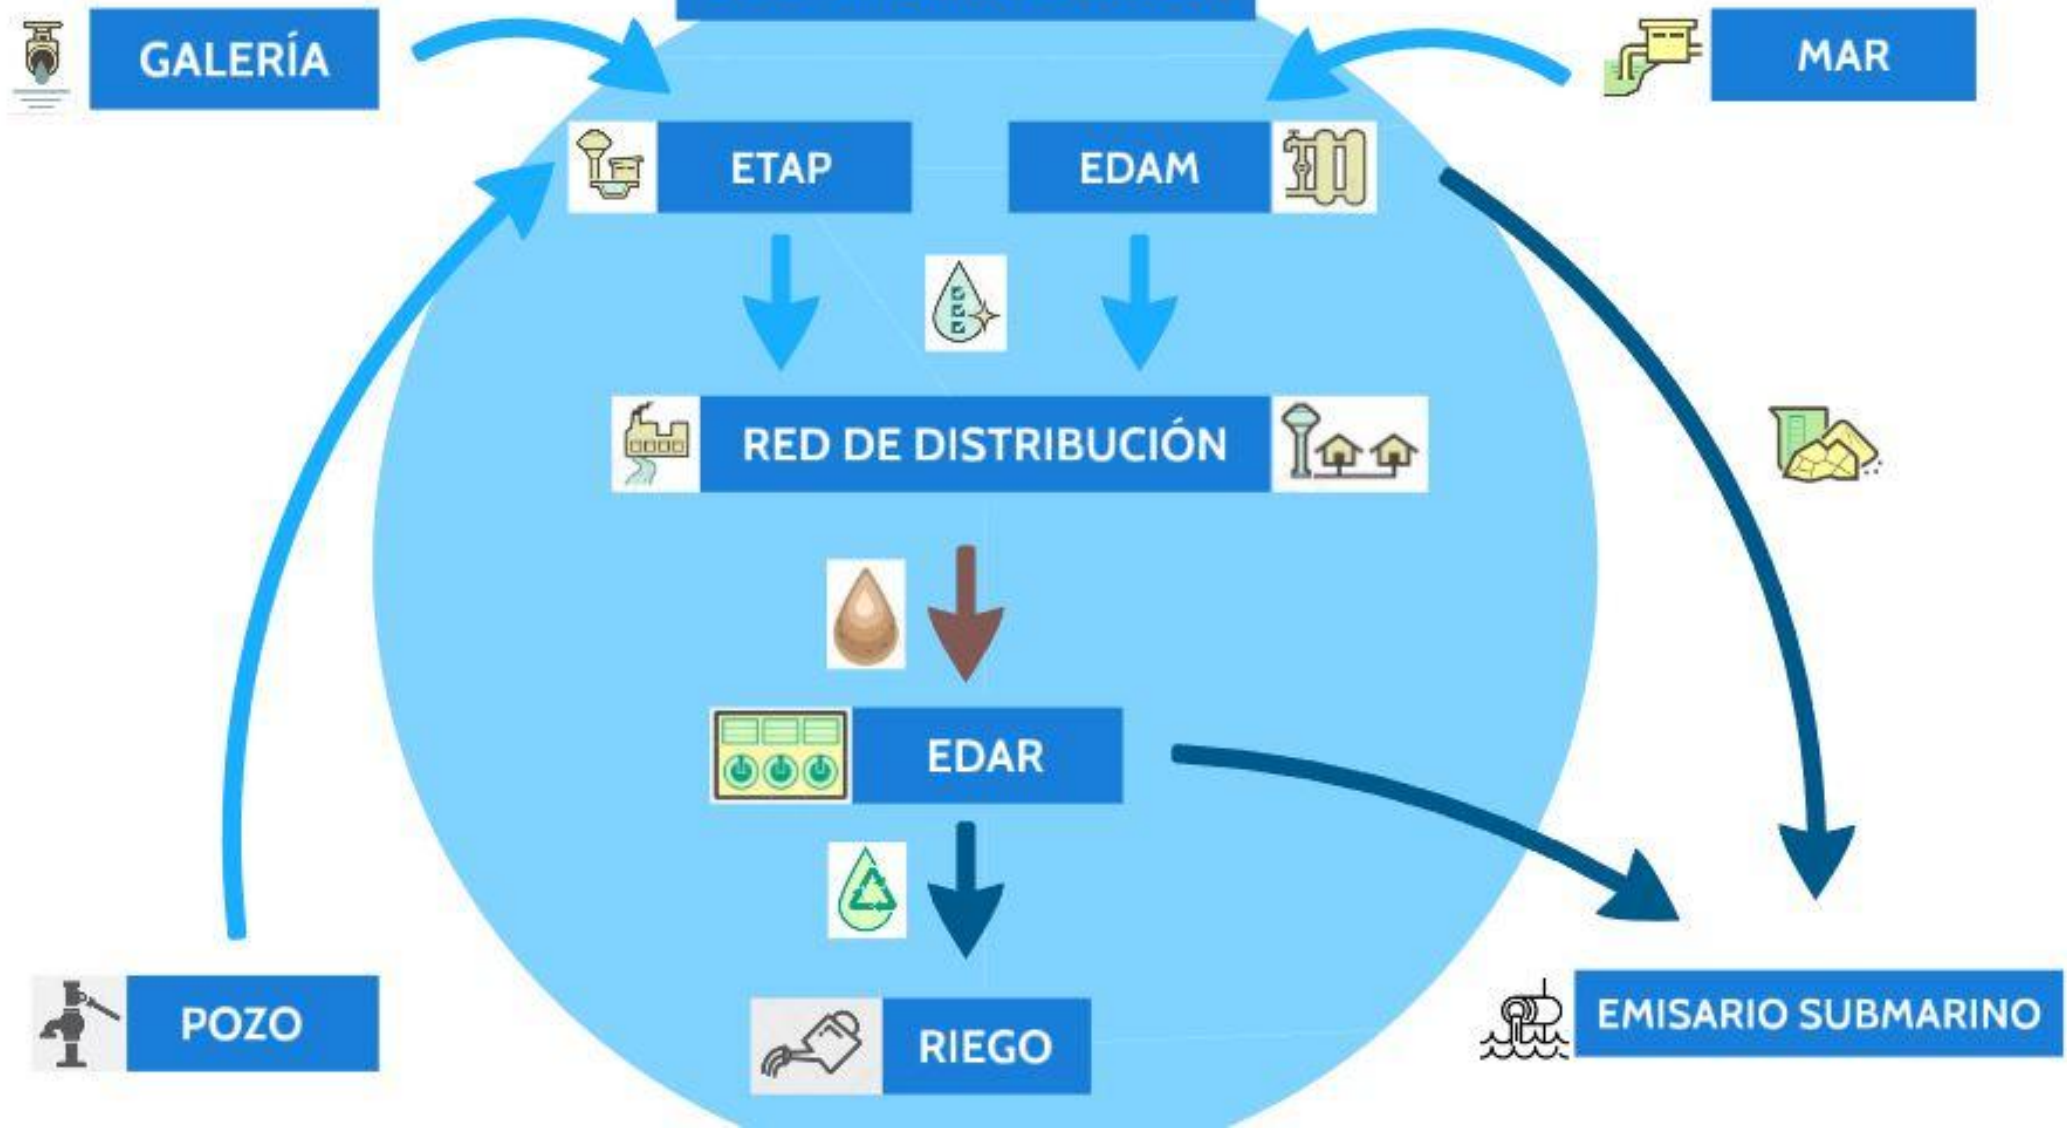 GALERÍA
MAR
ETAP
EDAM
RED DE DISTRIBUCIÓN
EDAR
POZO
RIEGO
EMISARIO SUBMARINO